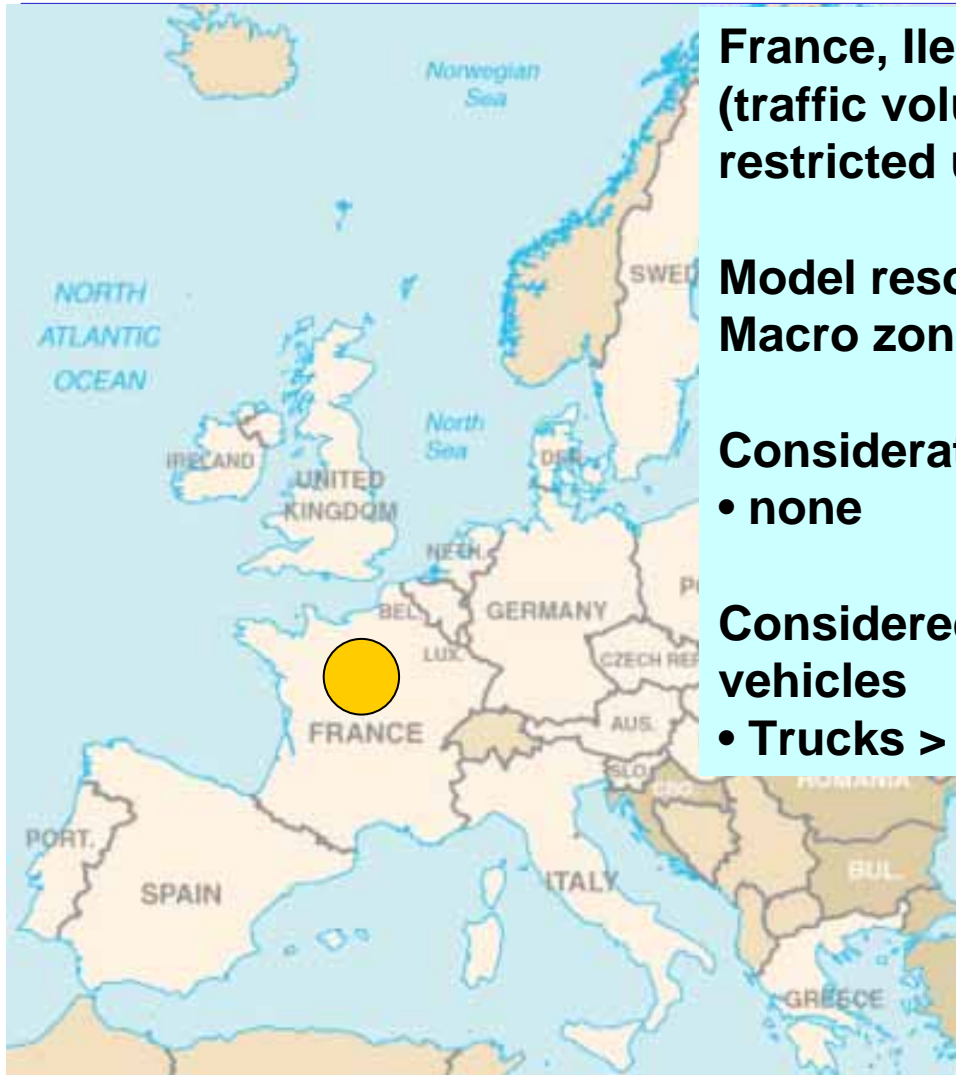 France, Ile
(traffic volu
restricted u
Model reso
Macro zon
Considerat
• none
Considered
vehicles
• Trucks >
Norwegian
Sea
NORTH
ATLANTIC
OCEAN
SWED
North
Sea
DEN.
IRELAND
UNITED
KINGDOM
NETH.
BEL.
GERMANY
LUX.
CZECH REP
FRANCE
AUS.
SLO.
ROMANIA
PORT.
SPAIN
ITALY
BUL.
GREECE